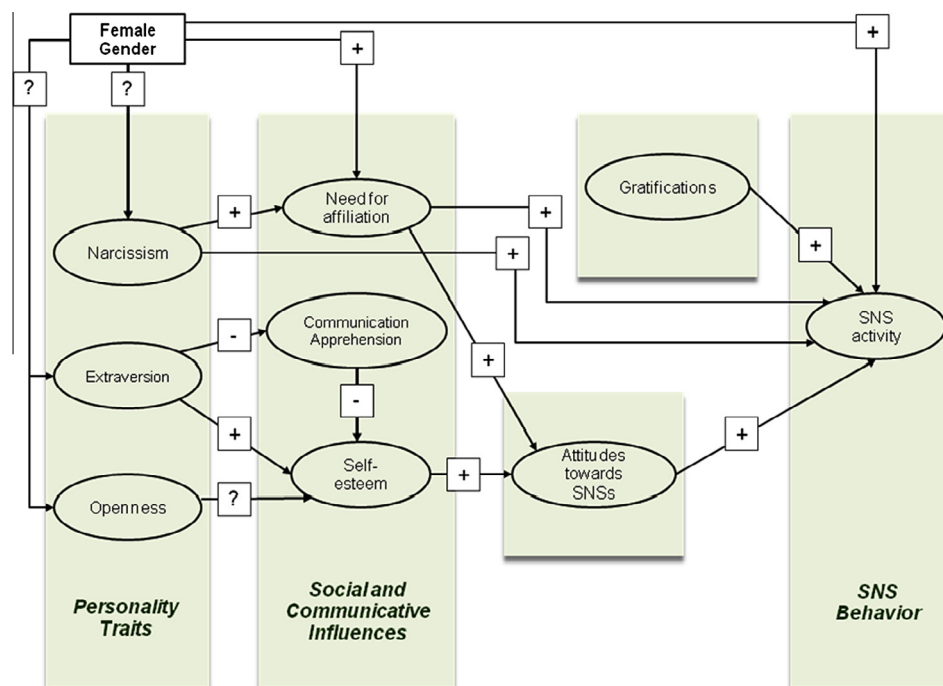 Female
Gender
+
+
?
?
Need for
affiliation
Gratifications
+
+
+
+
Narcissism
Communication
Apprehension
SNS
activity
-
+
Extraversion
-
+
+
Attitudes
towards
SNSs
Self-
esteem
+
?
Openness
Personality
Traits
Social and
Communicative
Influences
SNS
Behavior